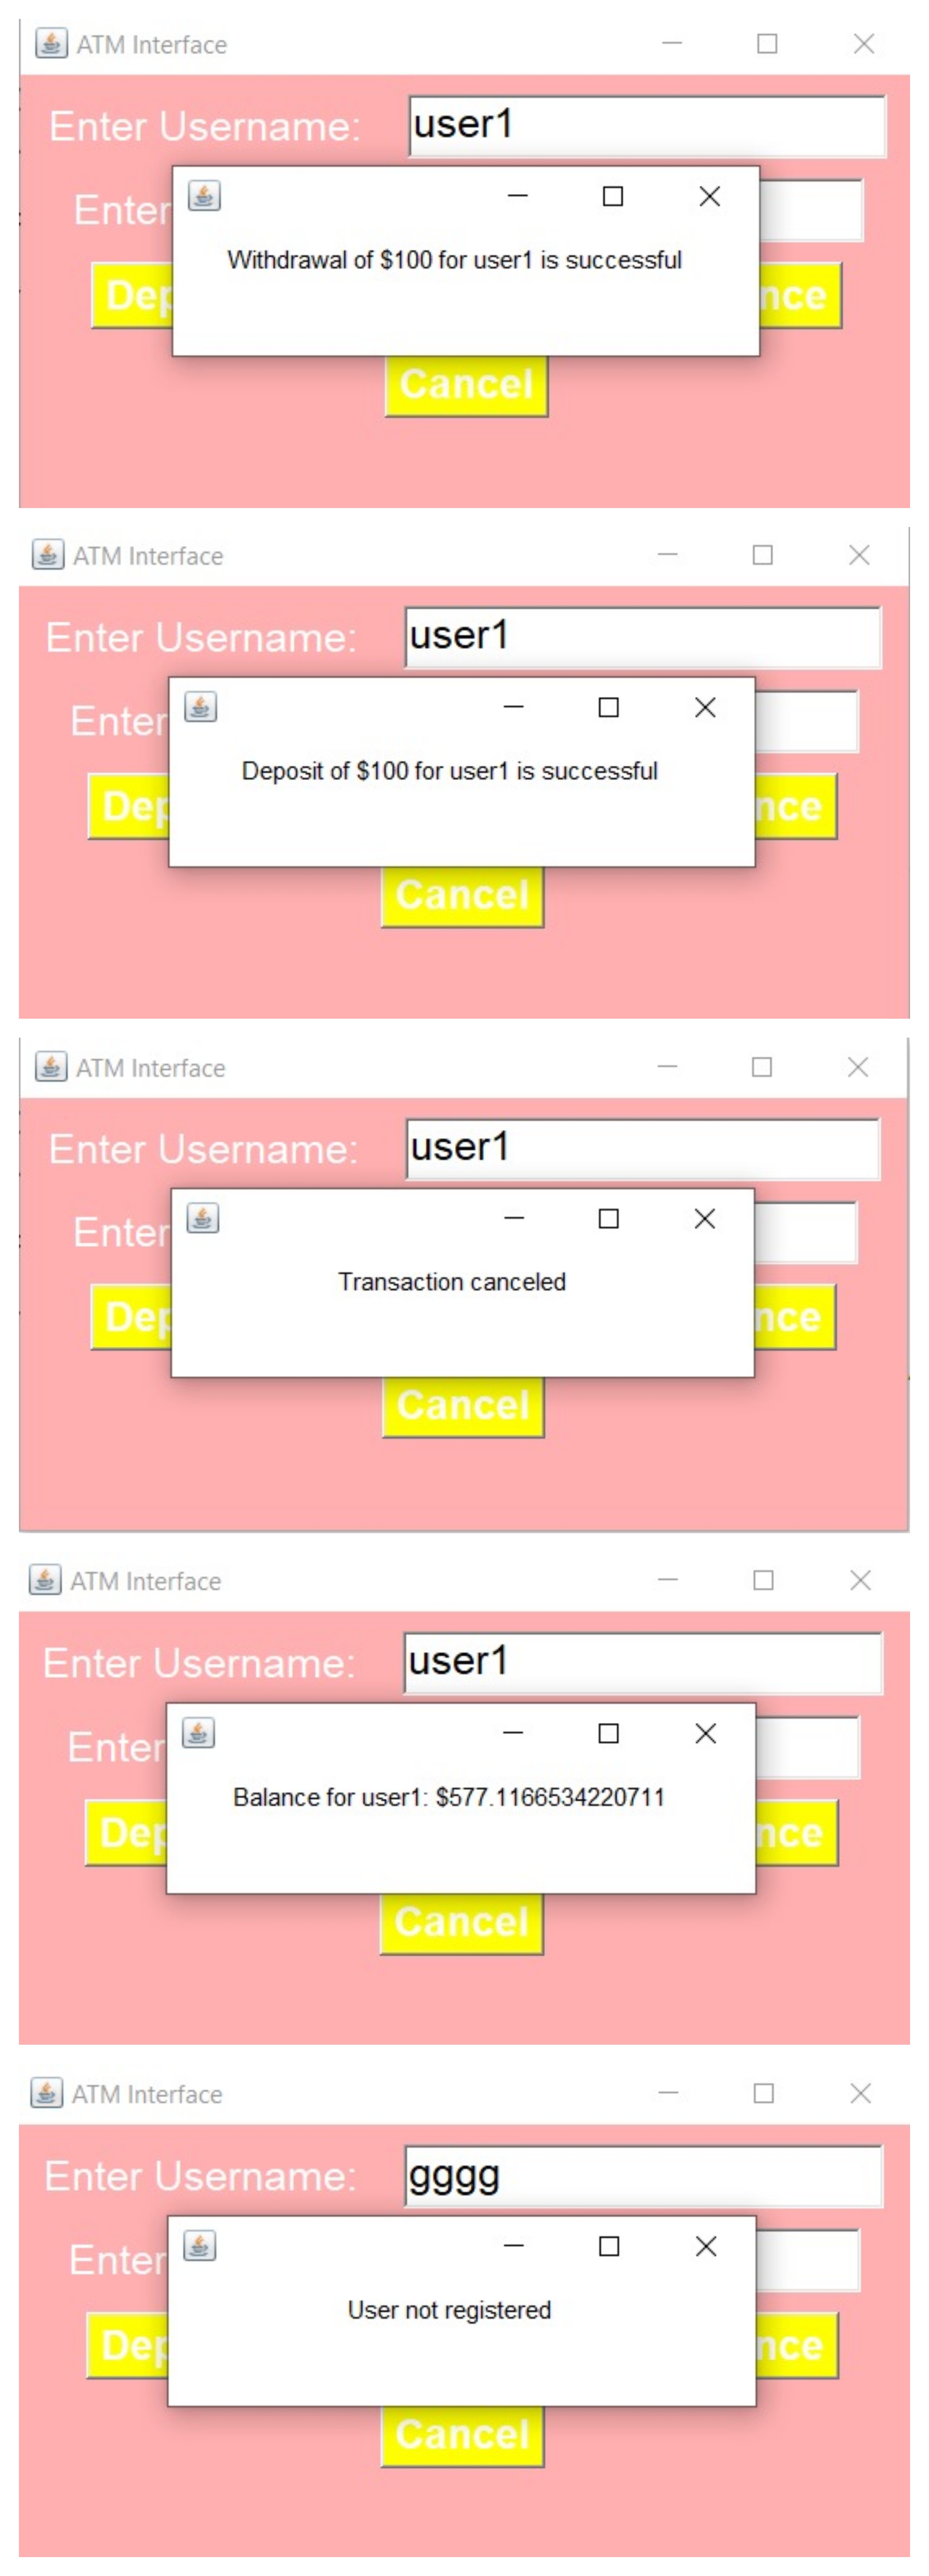 ATM Interface
Enter Username: user1
Enter
Withdrawal of $100 for user1 is successful
Dep nce
Cancel
ATM Interface
Enter Username: user1
Enter
Deposit of $100 for user1 is successful
Dep nce
Cancel
ATM Interface
Enter Username: user1
Enter
Transaction canceled
Dep nce
Cancel
ATM Interface
Enter Username: user1
Enter
Balance for user1: $577.1166534220711
Dep nce
Cancel
ATM Interface
Enter Username: gggg
Enter
User not registered
Dep nce
Cancel